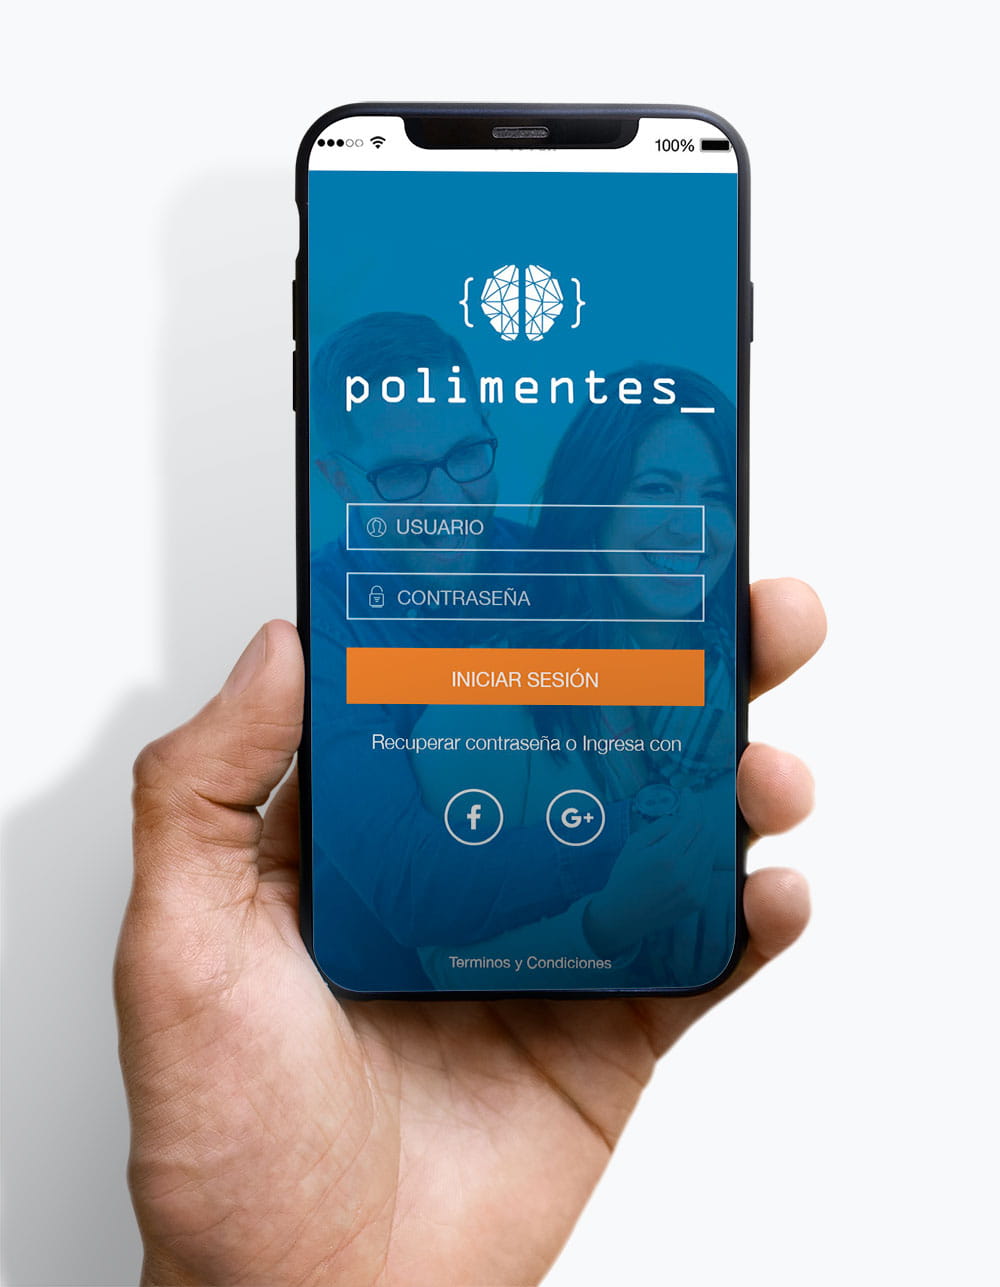 100%
polimentes_
USUARIO
CONTRASEÑA
INICIAR SESIÓN
Recuperar contraseña o Ingresa con
f
G+
Terminos y Condiciones